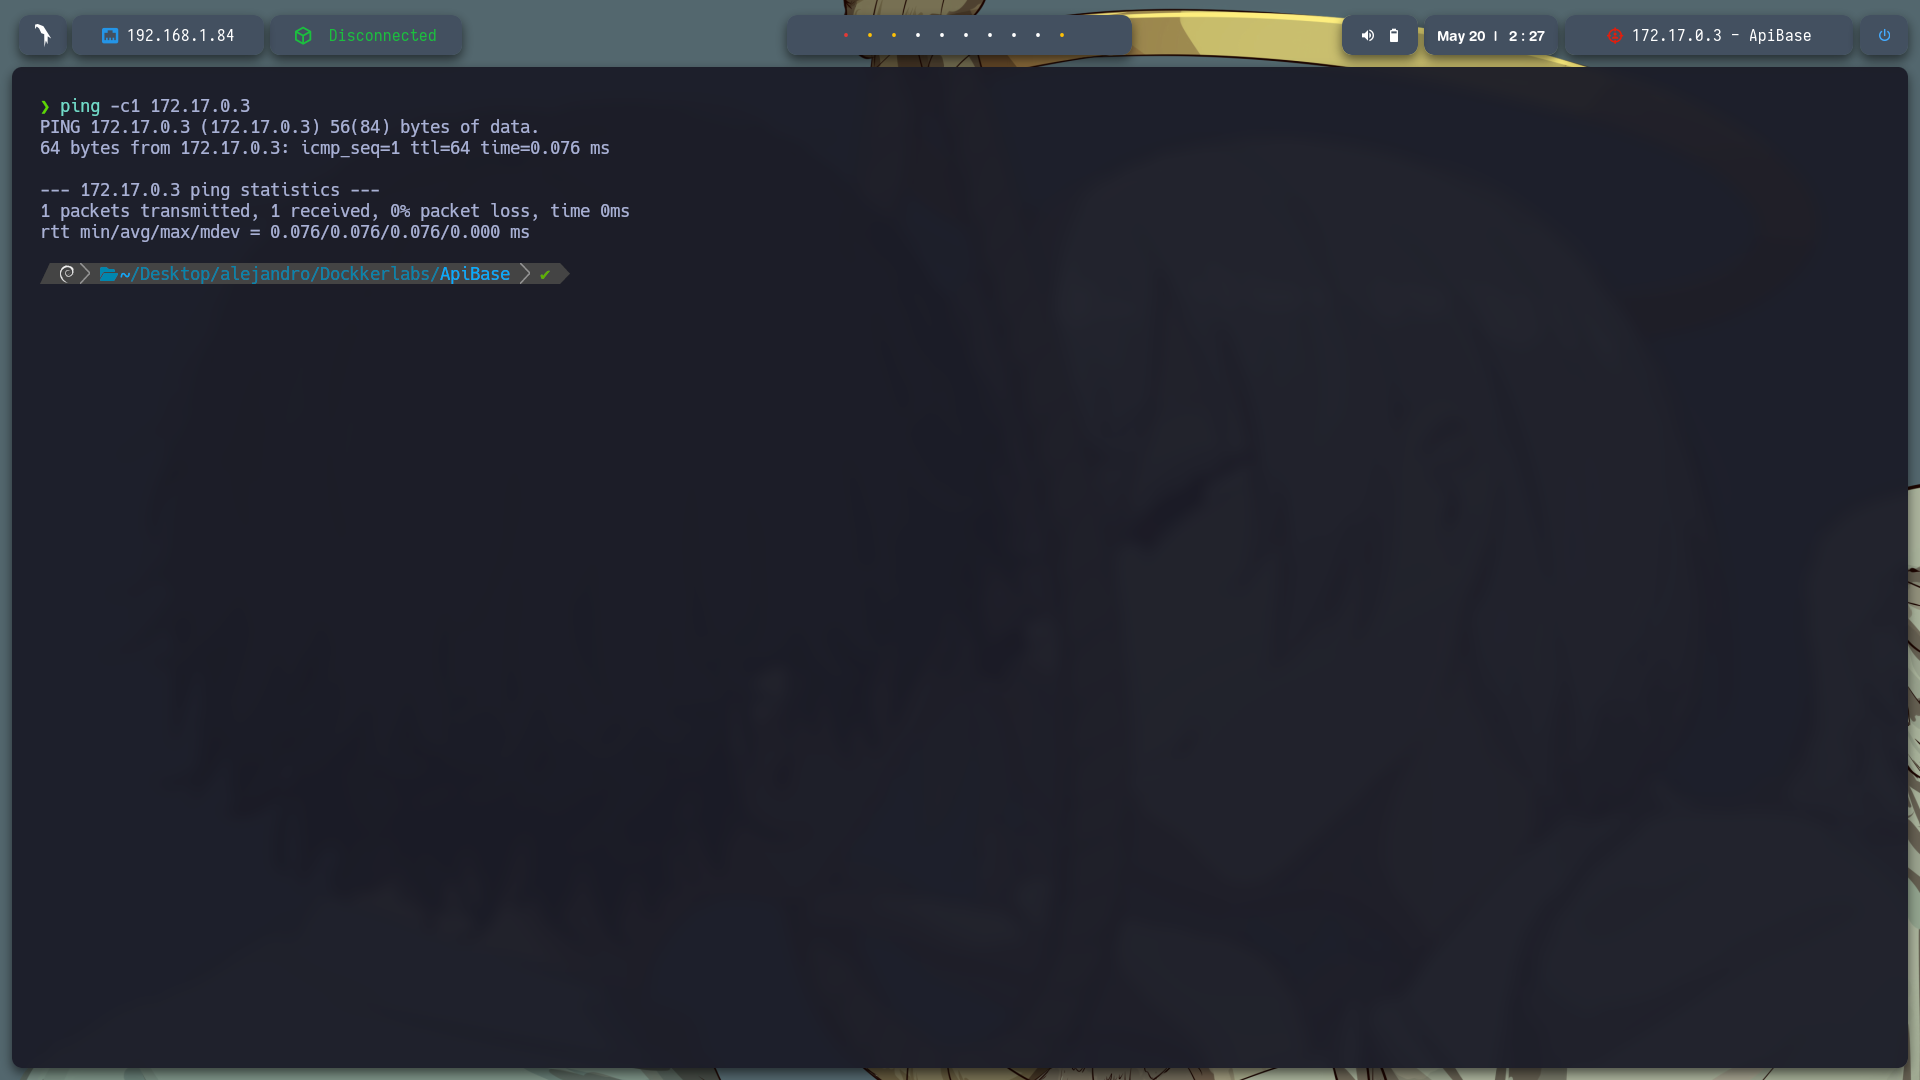 192.168.1.84
Disconnected
May 20 | 2 : 27
172.17.0.3 - ApiBase
❯ ping -c1 172.17.0.3
PING 172.17.0.3 (172.17.0.3) 56(84) bytes of data.
64 bytes from 172.17.0.3: icmp_seq=1 ttl=64 time=0.076 ms
--- 172.17.0.3 ping statistics ---
1 packets transmitted, 1 received, 0% packet loss, time 0ms
rtt min/avg/max/mdev = 0.076/0.076/0.076/0.000 ms
~/Desktop/alejandro/Dockkerlabs/ApiBase ✔